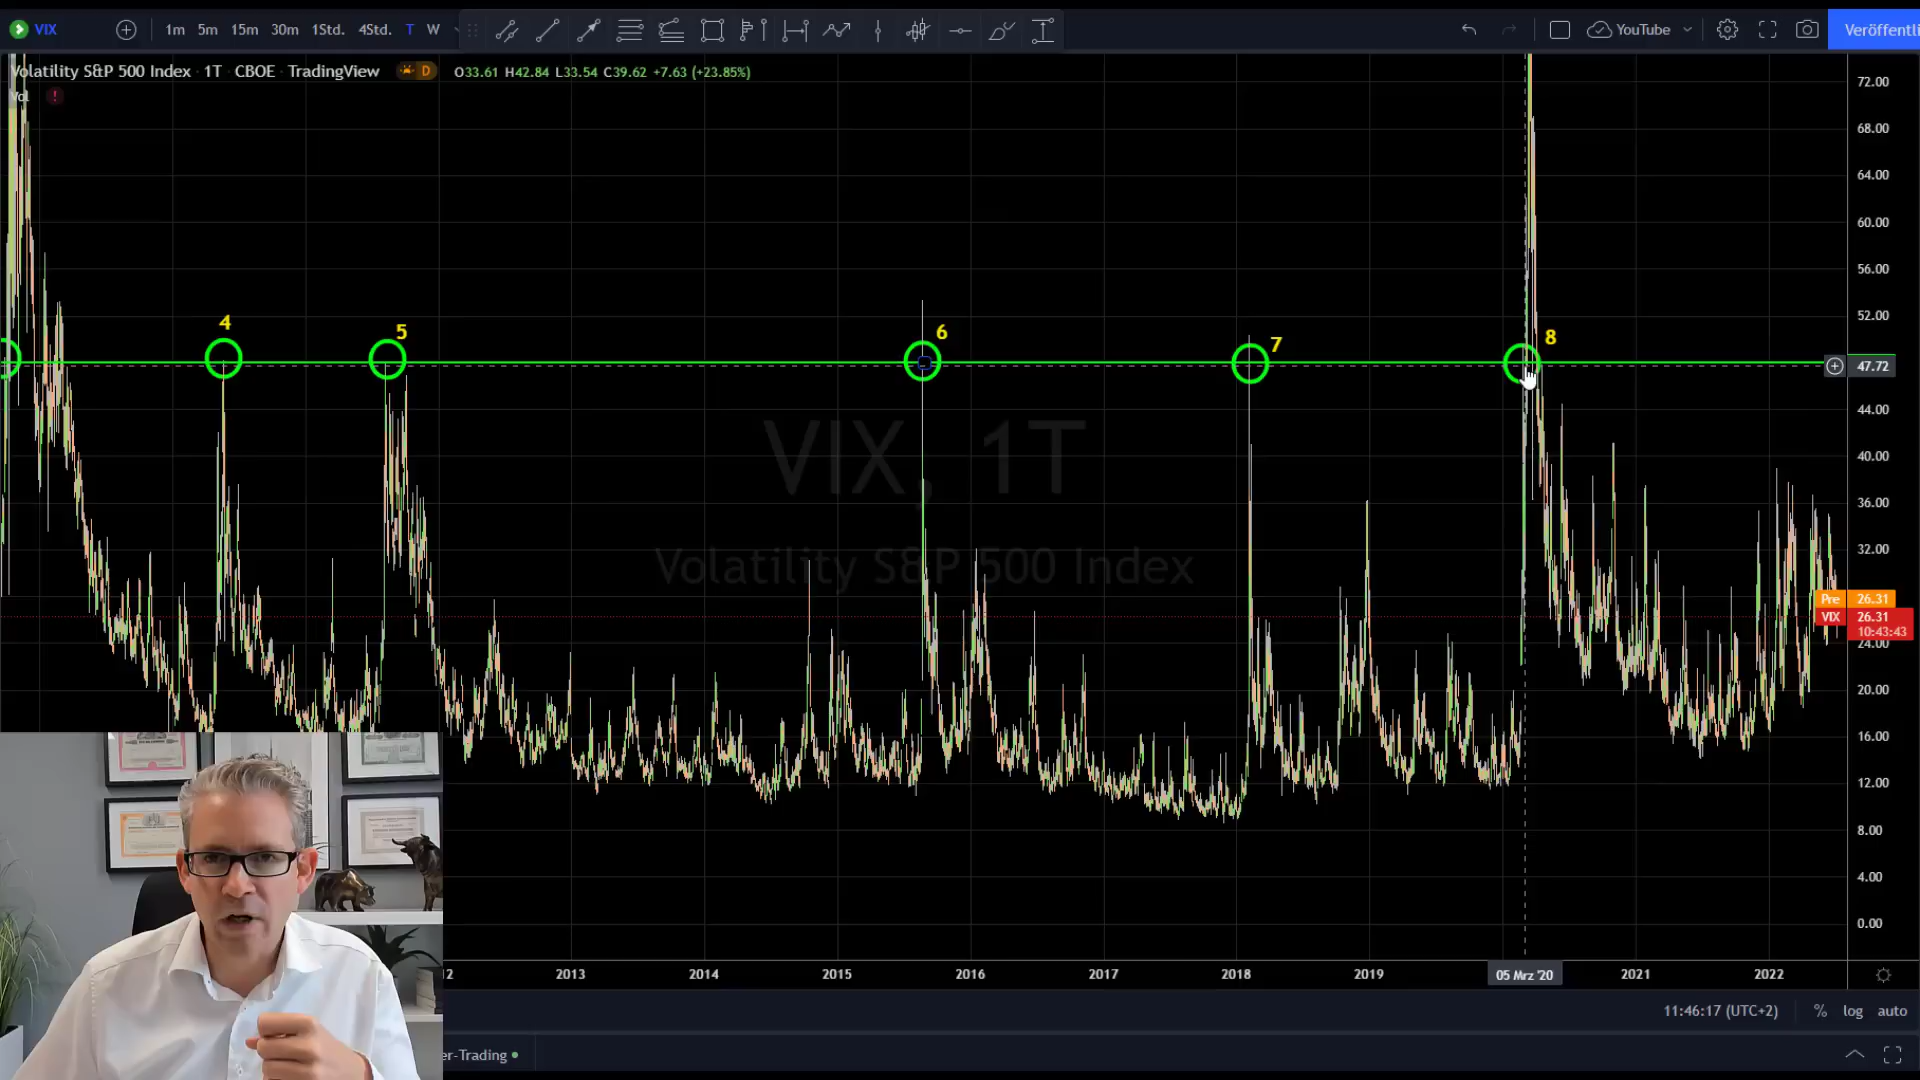 VIX 1m 5m 15m 30m 1Std. 4Std. T W YouTube Veröffentli
Volatility S&P 500 Index · 1T · CBOE · TradingView D O33.61 H42.84 L33.54 C39.62 +7.63 (+23.85%)
Vol !
72.00
68.00
64.00
60.00
56.00
52.00
4
5
6
7
8
47.72
44.00
40.00
36.00
32.00
VIX, 1T
Volatility S&P 500 Index
Pre 26.31
VIX 26.31
10:43:43
24.00
20.00
16.00
12.00
8.00
4.00
0.00
12 2013 2014 2015 2016 2017 2018 2019 05 Mrz '20 2021 2022
11:46:17 (UTC+2) % log auto
er-Trading